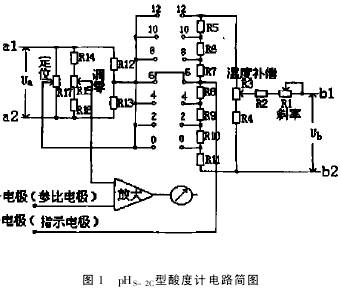 12 12
R5
a1 10 10
R14 R12 R6
8 8
定位 调零 R7 温度补偿
Ua R17 R15 6 6 R3 b1
R8 R2 R1
4 4 斜率
R16 R13 R9 R4 Ub
a2 2 2
R10
0 0
R11
b2
电极(参比电极) 放大
电极(指示电极)
图 1 pHS-2C型酸度计电路简图